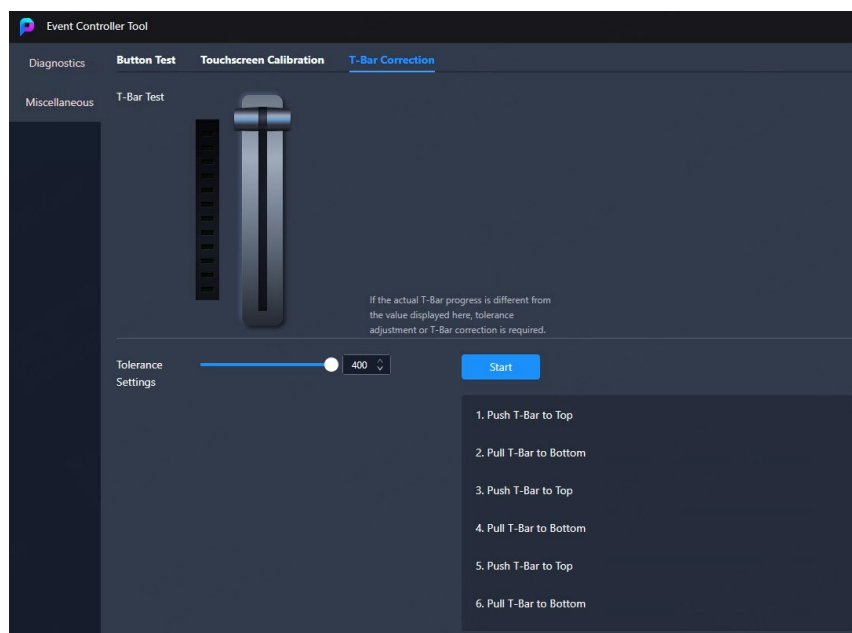 Event Controller Tool
Diagnostics
Miscellaneous
Button Test
Touchscreen Calibration
T-Bar Correction
T-Bar Test
If the actual T-Bar progress is different from
the value displayed here, tolerance
adjustment or T-Bar correction is required.
Tolerance
Settings
400
Start
1. Push T-Bar to Top
2. Pull T-Bar to Bottom
3. Push T-Bar to Top
4. Pull T-Bar to Bottom
5. Push T-Bar to Top
6. Pull T-Bar to Bottom